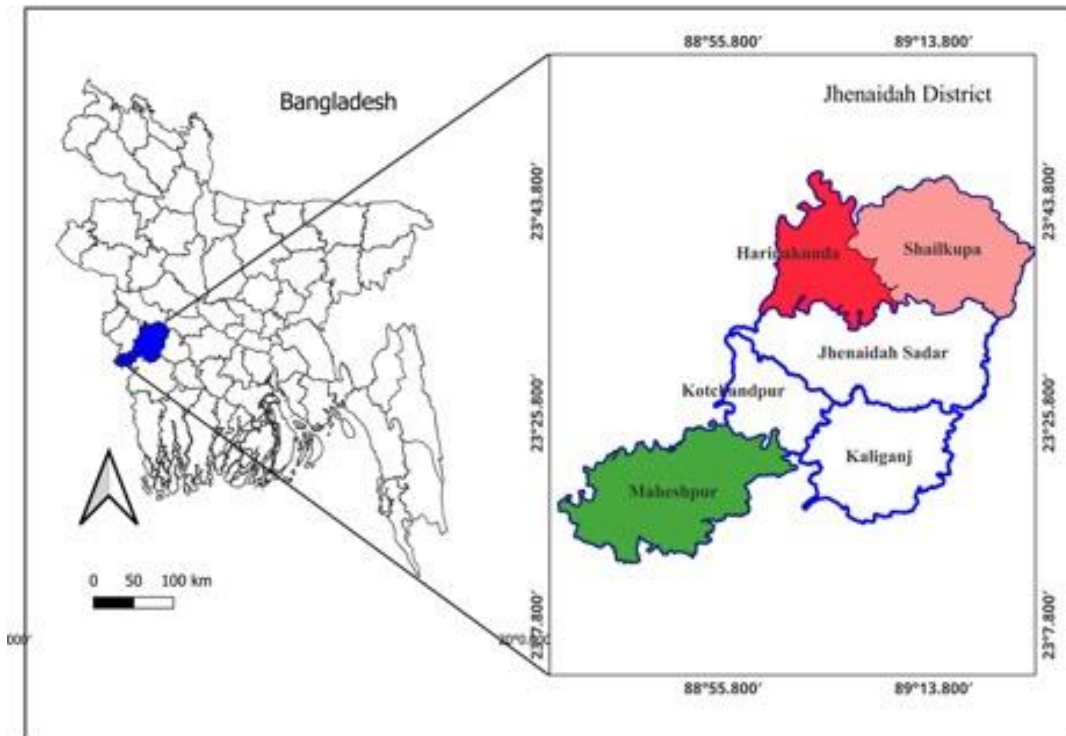 88°55.800′ 89°13.800′
Bangladesh
Jhenaidah District
23°43.800′ 23°43.800′
Shailkupa
Jhenaidah Sadar
Kotchandpur
23°25.800′ 23°25.800′
Kaliganj
Maheshpur
0 50 100 km
23°7.800′ 23°7.800′
88°55.800′ 89°13.800′